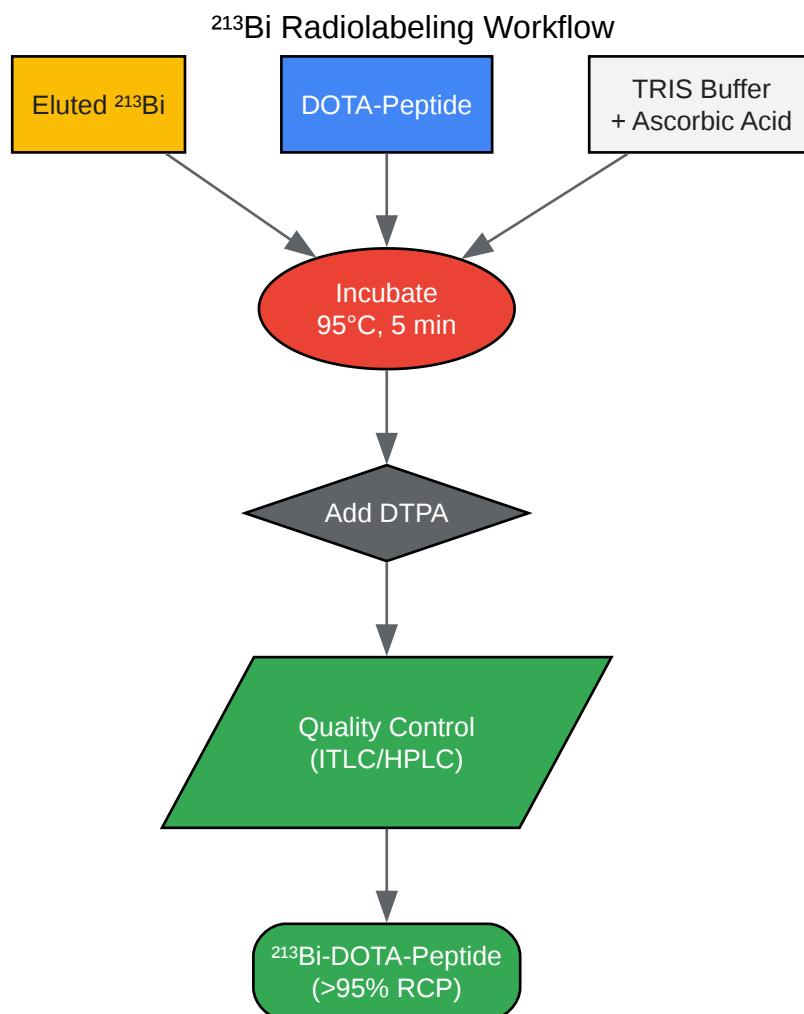 ²¹³Bi Radiolabeling Workflow
Eluted ²¹³Bi
DOTA-Peptide
TRIS Buffer
+ Ascorbic Acid
Incubate
95°C, 5 min
Add DTPA
Quality Control
(ITLC/HPLC)
²¹³Bi-DOTA-Peptide
(>95% RCP)